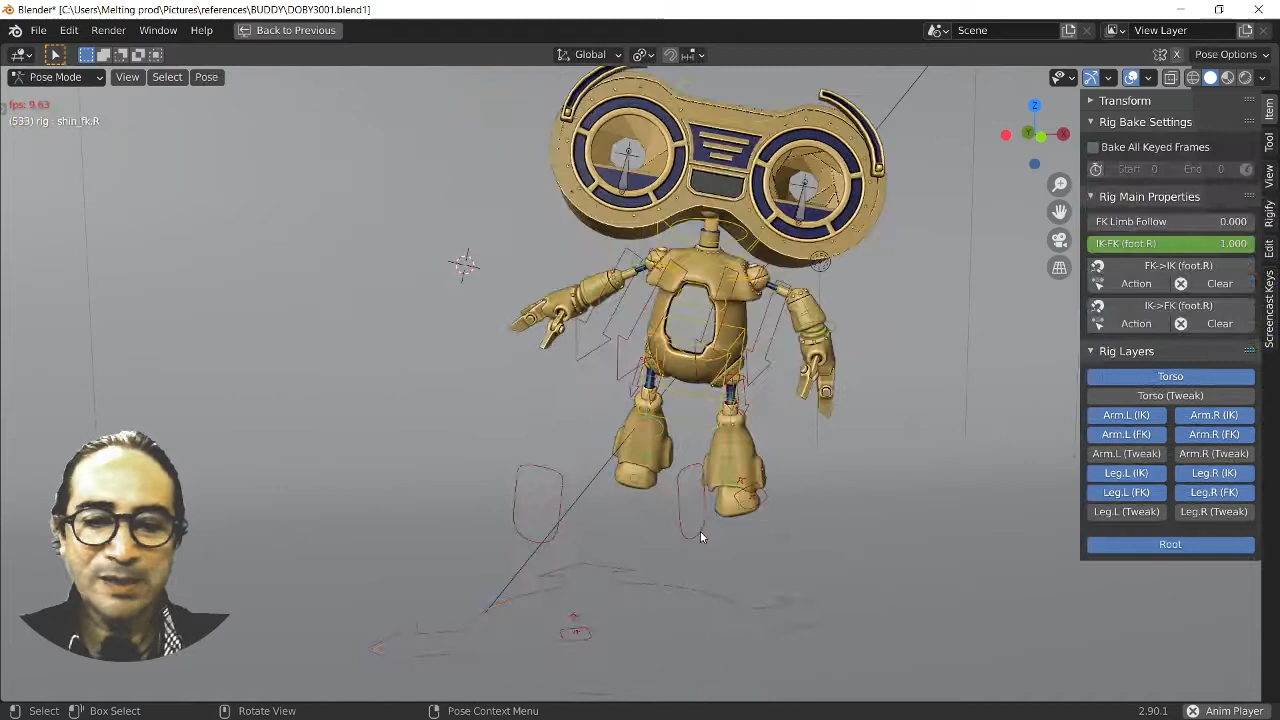 Blender* [C:\Users\Melting prod\Pictures\references\BUDDY\DOBY3001.blend1]
File Edit Render Window Help Back to Previous Scene View Layer
Global Pose Options
Pose Mode View Select Pose
fps: 9.63
(533) rig : shin_fk.R
Z
X
Y
Transform
Rig Bake Settings
Bake All Keyed Frames
Start 0 End 0
Rig Main Properties
FK Limb Follow 0.000
IK-FK (foot.R) 1.000
FK->IK (foot.R)
Action Clear
IK->FK (foot.R)
Action Clear
Rig Layers
Torso
Torso (Tweak)
Arm.L (IK) Arm.R (IK)
Arm.L (FK) Arm.R (FK)
Arm.L (Tweak) Arm.R (Tweak)
Leg.L (IK) Leg.R (IK)
Leg.L (FK) Leg.R (FK)
Leg.L (Tweak) Leg.R (Tweak)
Root
Item
Tool
View
Rigify
Edit
Screencast Keys
Select Box Select Rotate View Pose Context Menu 2.90.1 Anim Player